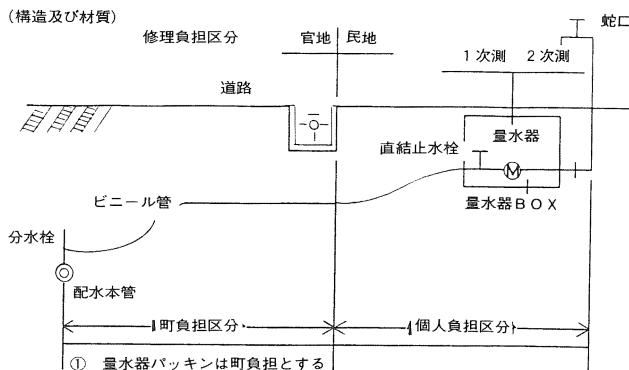 (構造及び材質)
修理負担区分
官地 民地
蛇口
1次測 2次測
道路
量水器
直結止水栓
M
ビニール管
量水器BOX
分水栓
配水本管
町負担区分
個人負担区分
① 量水器パッキンは町負担とする